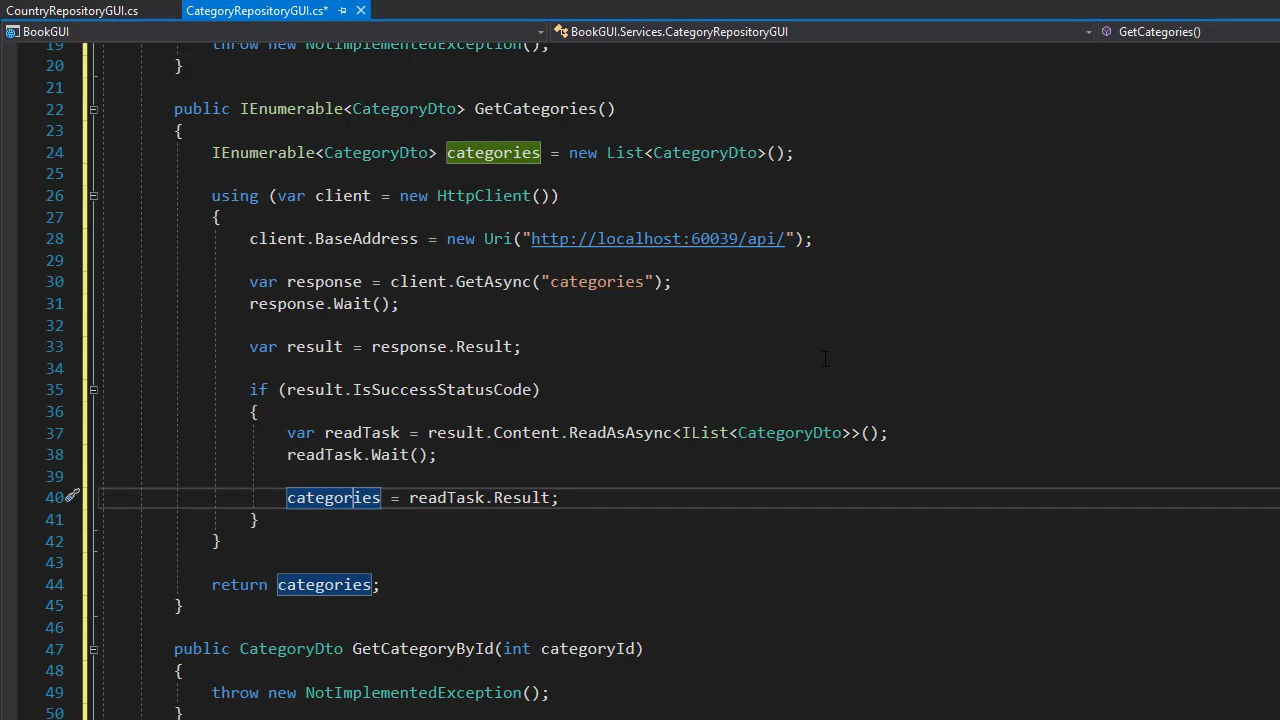 CountryRepositoryGUI.cs CategoryRepositoryGUI.cs*
BookGUI BookGUI.Services.CategoryRepositoryGUI GetCategories()
19 throw new NotImplementedException();
20 }
21
22 public IEnumerable<CategoryDto> GetCategories()
23 {
24 IEnumerable<CategoryDto> categories = new List<CategoryDto>();
25
26 using (var client = new HttpClient())
27 {
28 client.BaseAddress = new Uri("http://localhost:60039/api/");
29
30 var response = client.GetAsync("categories");
31 response.Wait();
32
33 var result = response.Result;
34
35 if (result.IsSuccessStatusCode)
36 {
37 var readTask = result.Content.ReadAsAsync<IList<CategoryDto>>();
38 readTask.Wait();
39
40 categories = readTask.Result;
41 }
42 }
43
44 return categories;
45 }
46
47 public CategoryDto GetCategoryById(int categoryId)
48 {
49 throw new NotImplementedException();
50 }